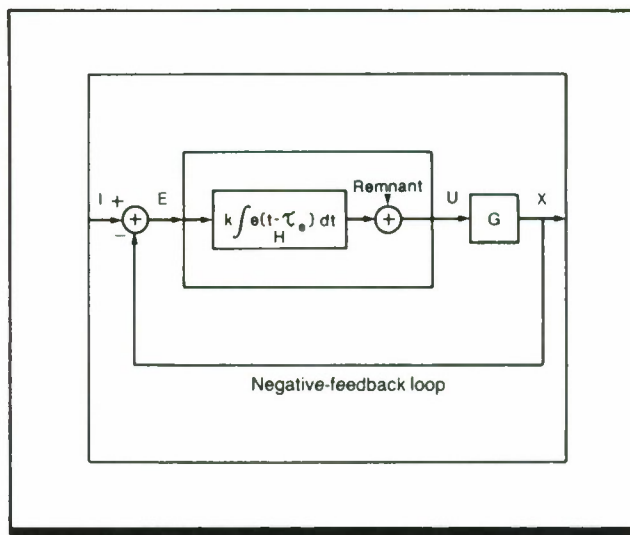 Remnant
I + E U X
k∫e(t-τe) dt G
H
−
Negative-feedback loop